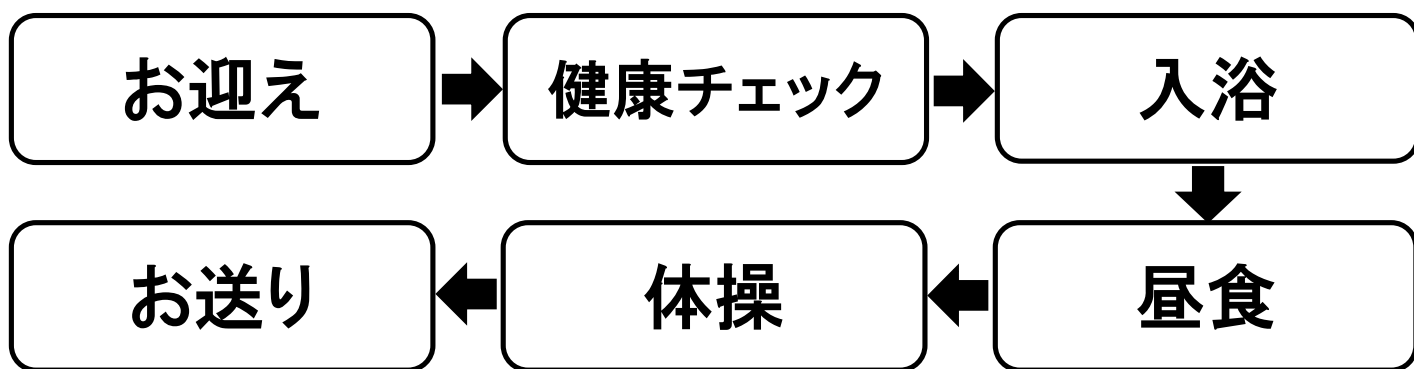 お迎え
健康チェック
入浴
昼食
体操
お送り